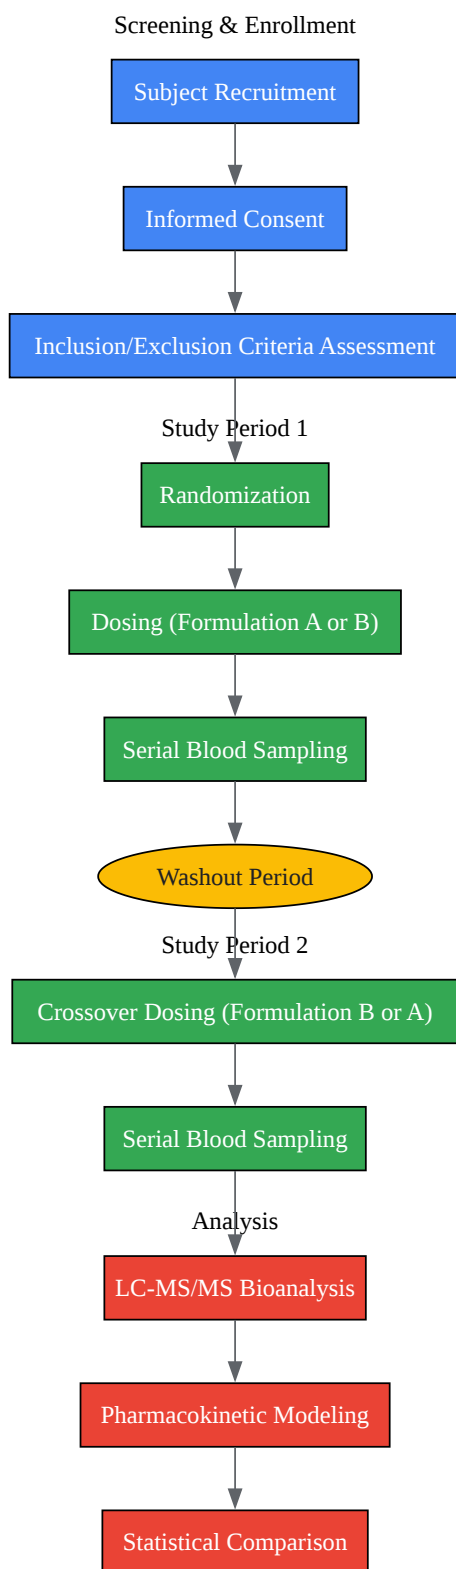 Screening & Enrollment
Subject Recruitment
Informed Consent
Inclusion/Exclusion Criteria Assessment
Study Period 1
Randomization
Dosing (Formulation A or B)
Serial Blood Sampling
Washout Period
Study Period 2
Crossover Dosing (Formulation B or A)
Serial Blood Sampling
Analysis
LC-MS/MS Bioanalysis
Pharmacokinetic Modeling
Statistical Comparison